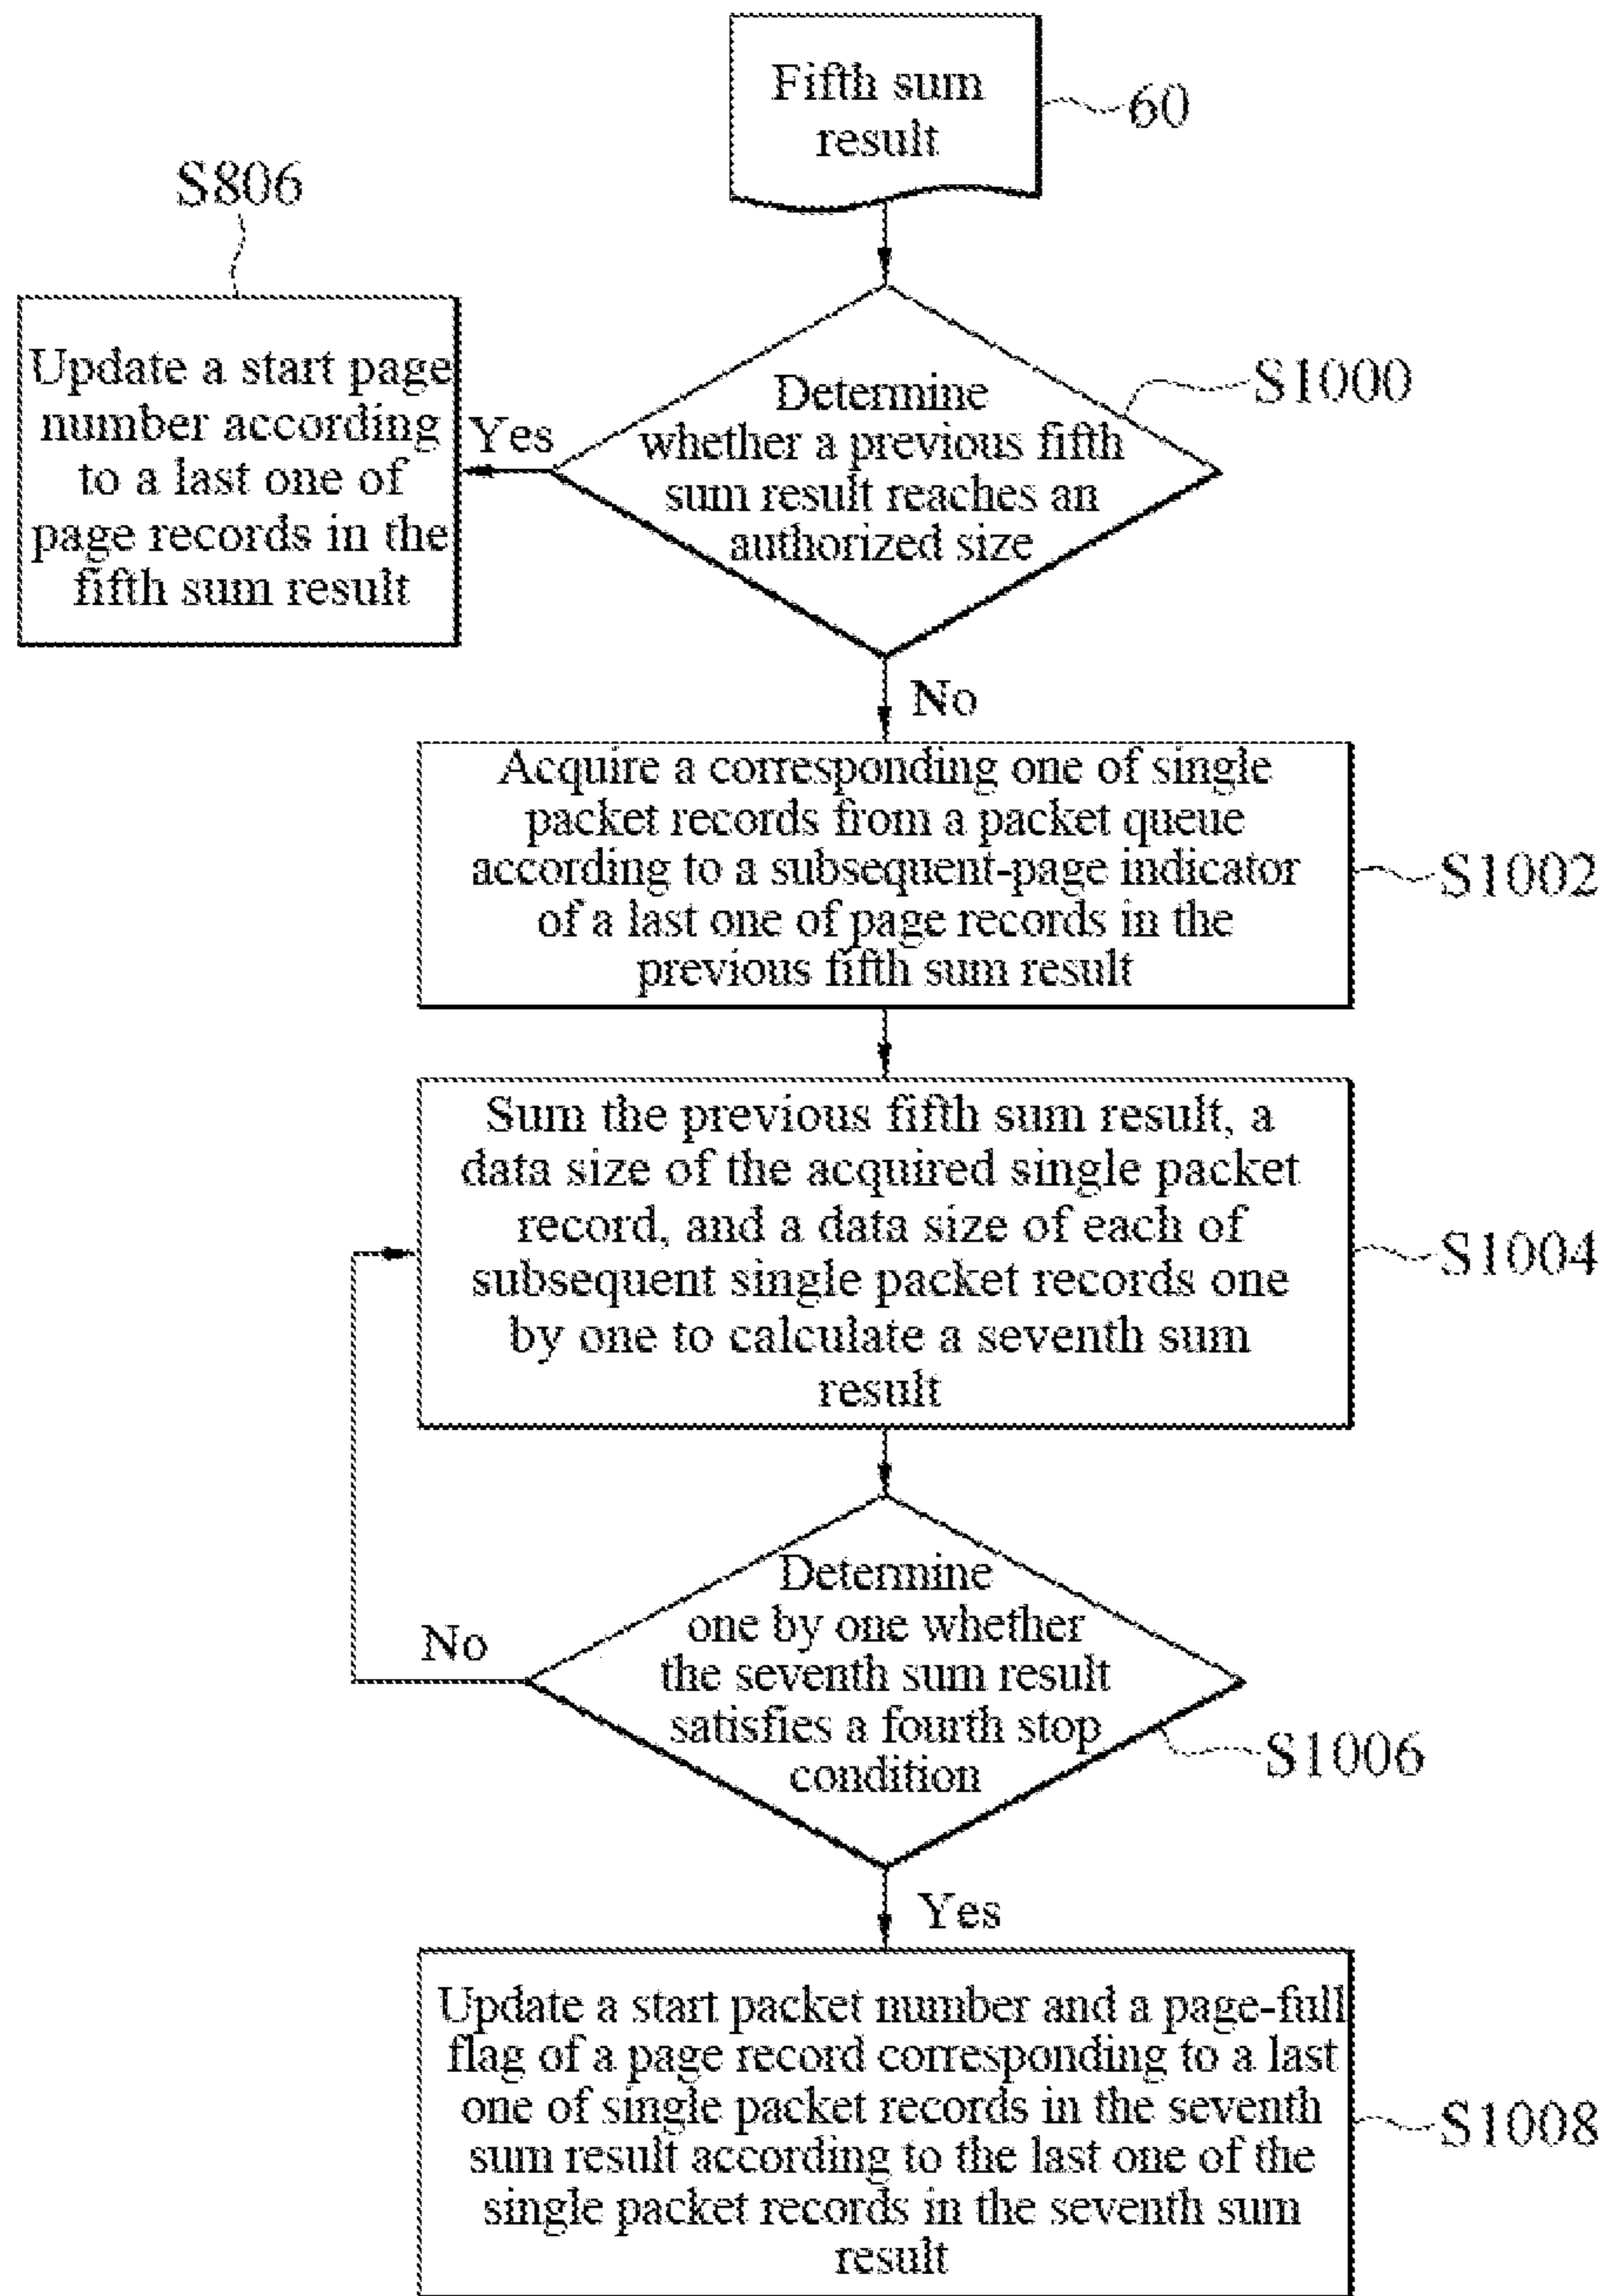 Fifth sum
result
60
S806
Update a start page
number according
to a last one of
page records in the
fifth sum result
Yes
Determine
whether a previous fifth
sum result reaches an
authorized size
S1000
No
Acquire a corresponding one of single
packet records from a packet queue
according to a subsequent-page indicator
of a last one of page records in the
previous fifth sum result
S1002
Sum the previous fifth sum result, a
data size of the acquired single packet
record, and a data size of each of
subsequent single packet records one
by one to calculate a seventh sum
result
S1004
Determine
one by one whether
the seventh sum result
satisfies a fourth stop
condition
No
S1006
Yes
Update a start packet number and a page-full
flag of a page record corresponding to a last
one of single packet records in the seventh
sum result according to the last one of the
single packet records in the seventh sum
result
S1008